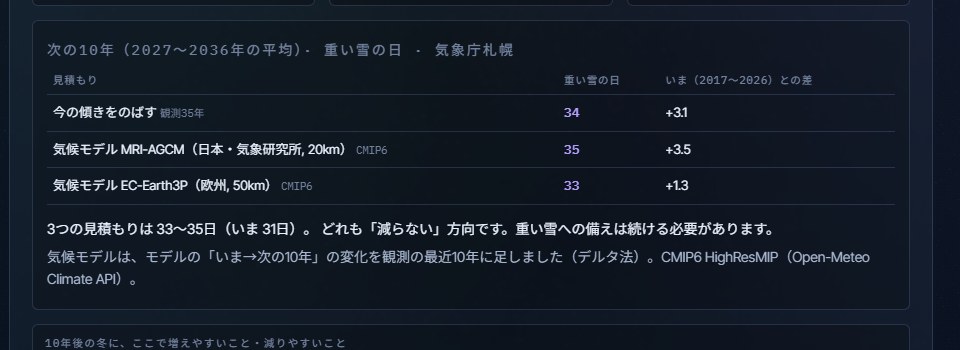 次の10年（2027〜2036年の平均）· 重い雪の日 · 気象庁札幌
見積もり 重い雪の日 いま（2017〜2026）との差
今の傾きをのばす 観測35年 34 +3.1
気候モデル MRI-AGCM（日本・気象研究所, 20km） CMIP6 35 +3.5
気候モデル EC-Earth3P（欧州, 50km） CMIP6 33 +1.3
3つの見積もりは 33〜35日（いま 31日）。 どれも「減らない」方向です。重い雪への備えは続ける必要があります。
気候モデルは、モデルの「いま→次の10年」の変化を観測の最近10年に足しました（デルタ法）。CMIP6 HighResMIP（Open-Meteo
Climate API）。
10年後の冬に、ここで増えやすいこと・減りやすいこと